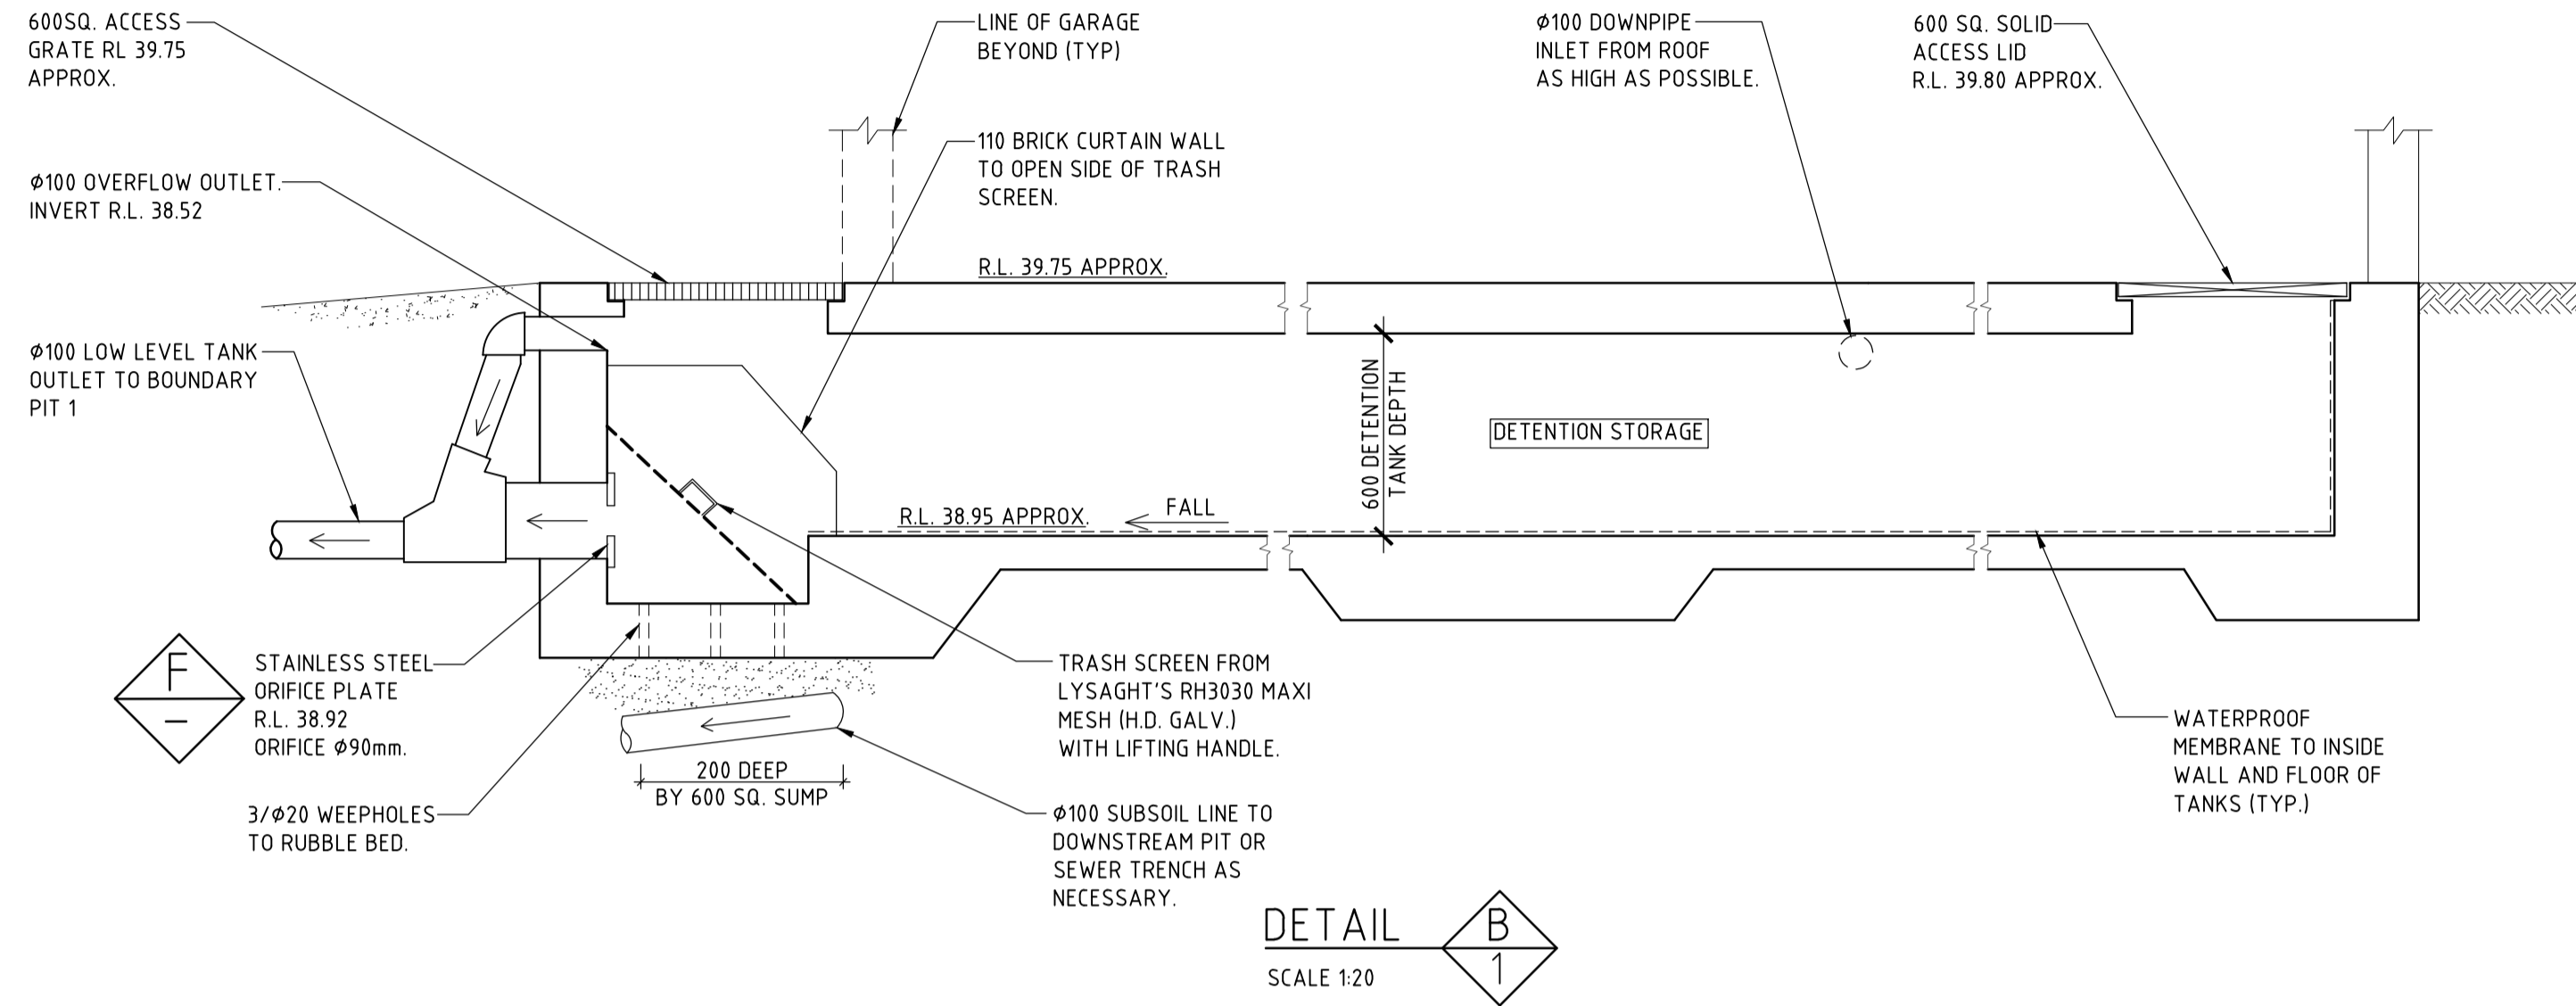 600SQ. ACCESS
GRATE RL 39.75
APPROX.
LINE OF GARAGE
BEYOND (TYP)
Φ100 DOWNPIPE
INLET FROM ROOF
AS HIGH AS POSSIBLE.
600 SQ. SOLID
ACCESS LID
R.L. 39.80 APPROX.
110 BRICK CURTAIN WALL
TO OPEN SIDE OF TRASH
SCREEN.
Φ100 OVERFLOW OUTLET.
INVERT R.L. 38.52
R.L. 39.75 APPROX.
Φ100 LOW LEVEL TANK
OUTLET TO BOUNDARY
PIT 1
600 DETENTION
TANK DEPTH
DETENTION STORAGE
R.L. 38.95 APPROX.
FALL
F
–
STAINLESS STEEL
ORIFICE PLATE
R.L. 38.92
ORIFICE Φ90mm.
TRASH SCREEN FROM
LYSAGHT'S RH3030 MAXI
MESH (H.D. GALV.)
WITH LIFTING HANDLE.
WATERPROOF
MEMBRANE TO INSIDE
WALL AND FLOOR OF
TANKS (TYP.)
200 DEEP
BY 600 SQ. SUMP
3/Φ20 WEEPHOLES
TO RUBBLE BED.
Φ100 SUBSOIL LINE TO
DOWNSTREAM PIT OR
SEWER TRENCH AS
NECESSARY.
DETAIL
B
1
SCALE 1:20